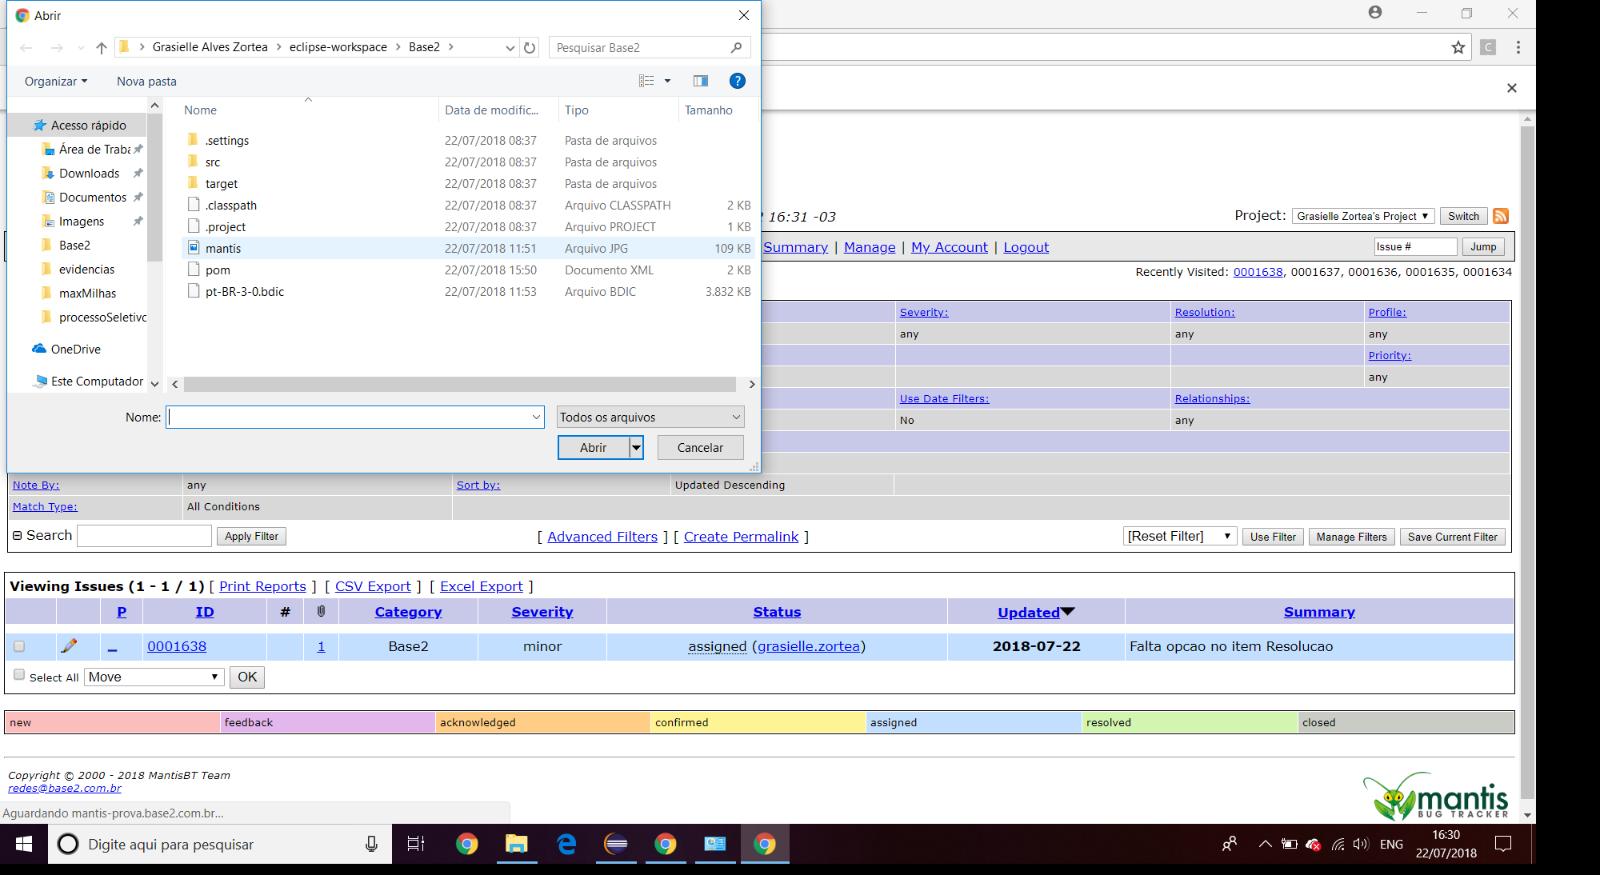 Abrir
Grasielle Alves Zortea > eclipse-workspace > Base2 >
Pesquisar Base2
Organizar
Nova pasta
Nome
Data de modific...
Tipo
Tamanho
Acesso rápido
Área de Traba
Downloads
Documentos
Imagens
Base2
evidencias
maxMilhas
processoSeletivo
OneDrive
Este Computador
.settings 22/07/2018 08:37 Pasta de arquivos
src 22/07/2018 08:37 Pasta de arquivos
target 22/07/2018 08:37 Pasta de arquivos
.classpath 22/07/2018 08:37 Arquivo CLASSPATH 2 KB
.project 22/07/2018 08:37 Arquivo PROJECT 1 KB
mantis 22/07/2018 11:51 Arquivo JPG 109 KB
pom 22/07/2018 15:50 Documento XML 2 KB
pt-BR-3-0.bdic 22/07/2018 11:53 Arquivo BDIC 3.832 KB
Nome:
Todos os arquivos
Abrir
Cancelar
16:31 -03
Project: Grasielle Zortea's Project Switch
Summary | Manage | My Account | Logout
Issue # Jump
Recently Visited: 0001638, 0001637, 0001636, 0001635, 0001634
Severity: Resolution: Profile:
any any any
Priority:
any
Use Date Filters: Relationships:
No any
Note By: any Sort by: Updated Descending
Match Type: All Conditions
Search Apply Filter [ Advanced Filters ] [ Create Permalink ] [Reset Filter] Use Filter Manage Filters Save Current Filter
Viewing Issues (1 - 1 / 1) [ Print Reports ] [ CSV Export ] [ Excel Export ]
P ID # Category Severity Status Updated Summary
0001638 1 Base2 minor assigned (grasielle.zortea) 2018-07-22 Falta opcao no item Resolucao
Select All Move OK
new feedback acknowledged confirmed assigned resolved closed
Copyright © 2000 - 2018 MantisBT Team
redes@base2.com.br
mantis
BUG TRACKER
Aguardando mantis-prova.base2.com.br...
Digite aqui para pesquisar
ENG
16:30
22/07/2018